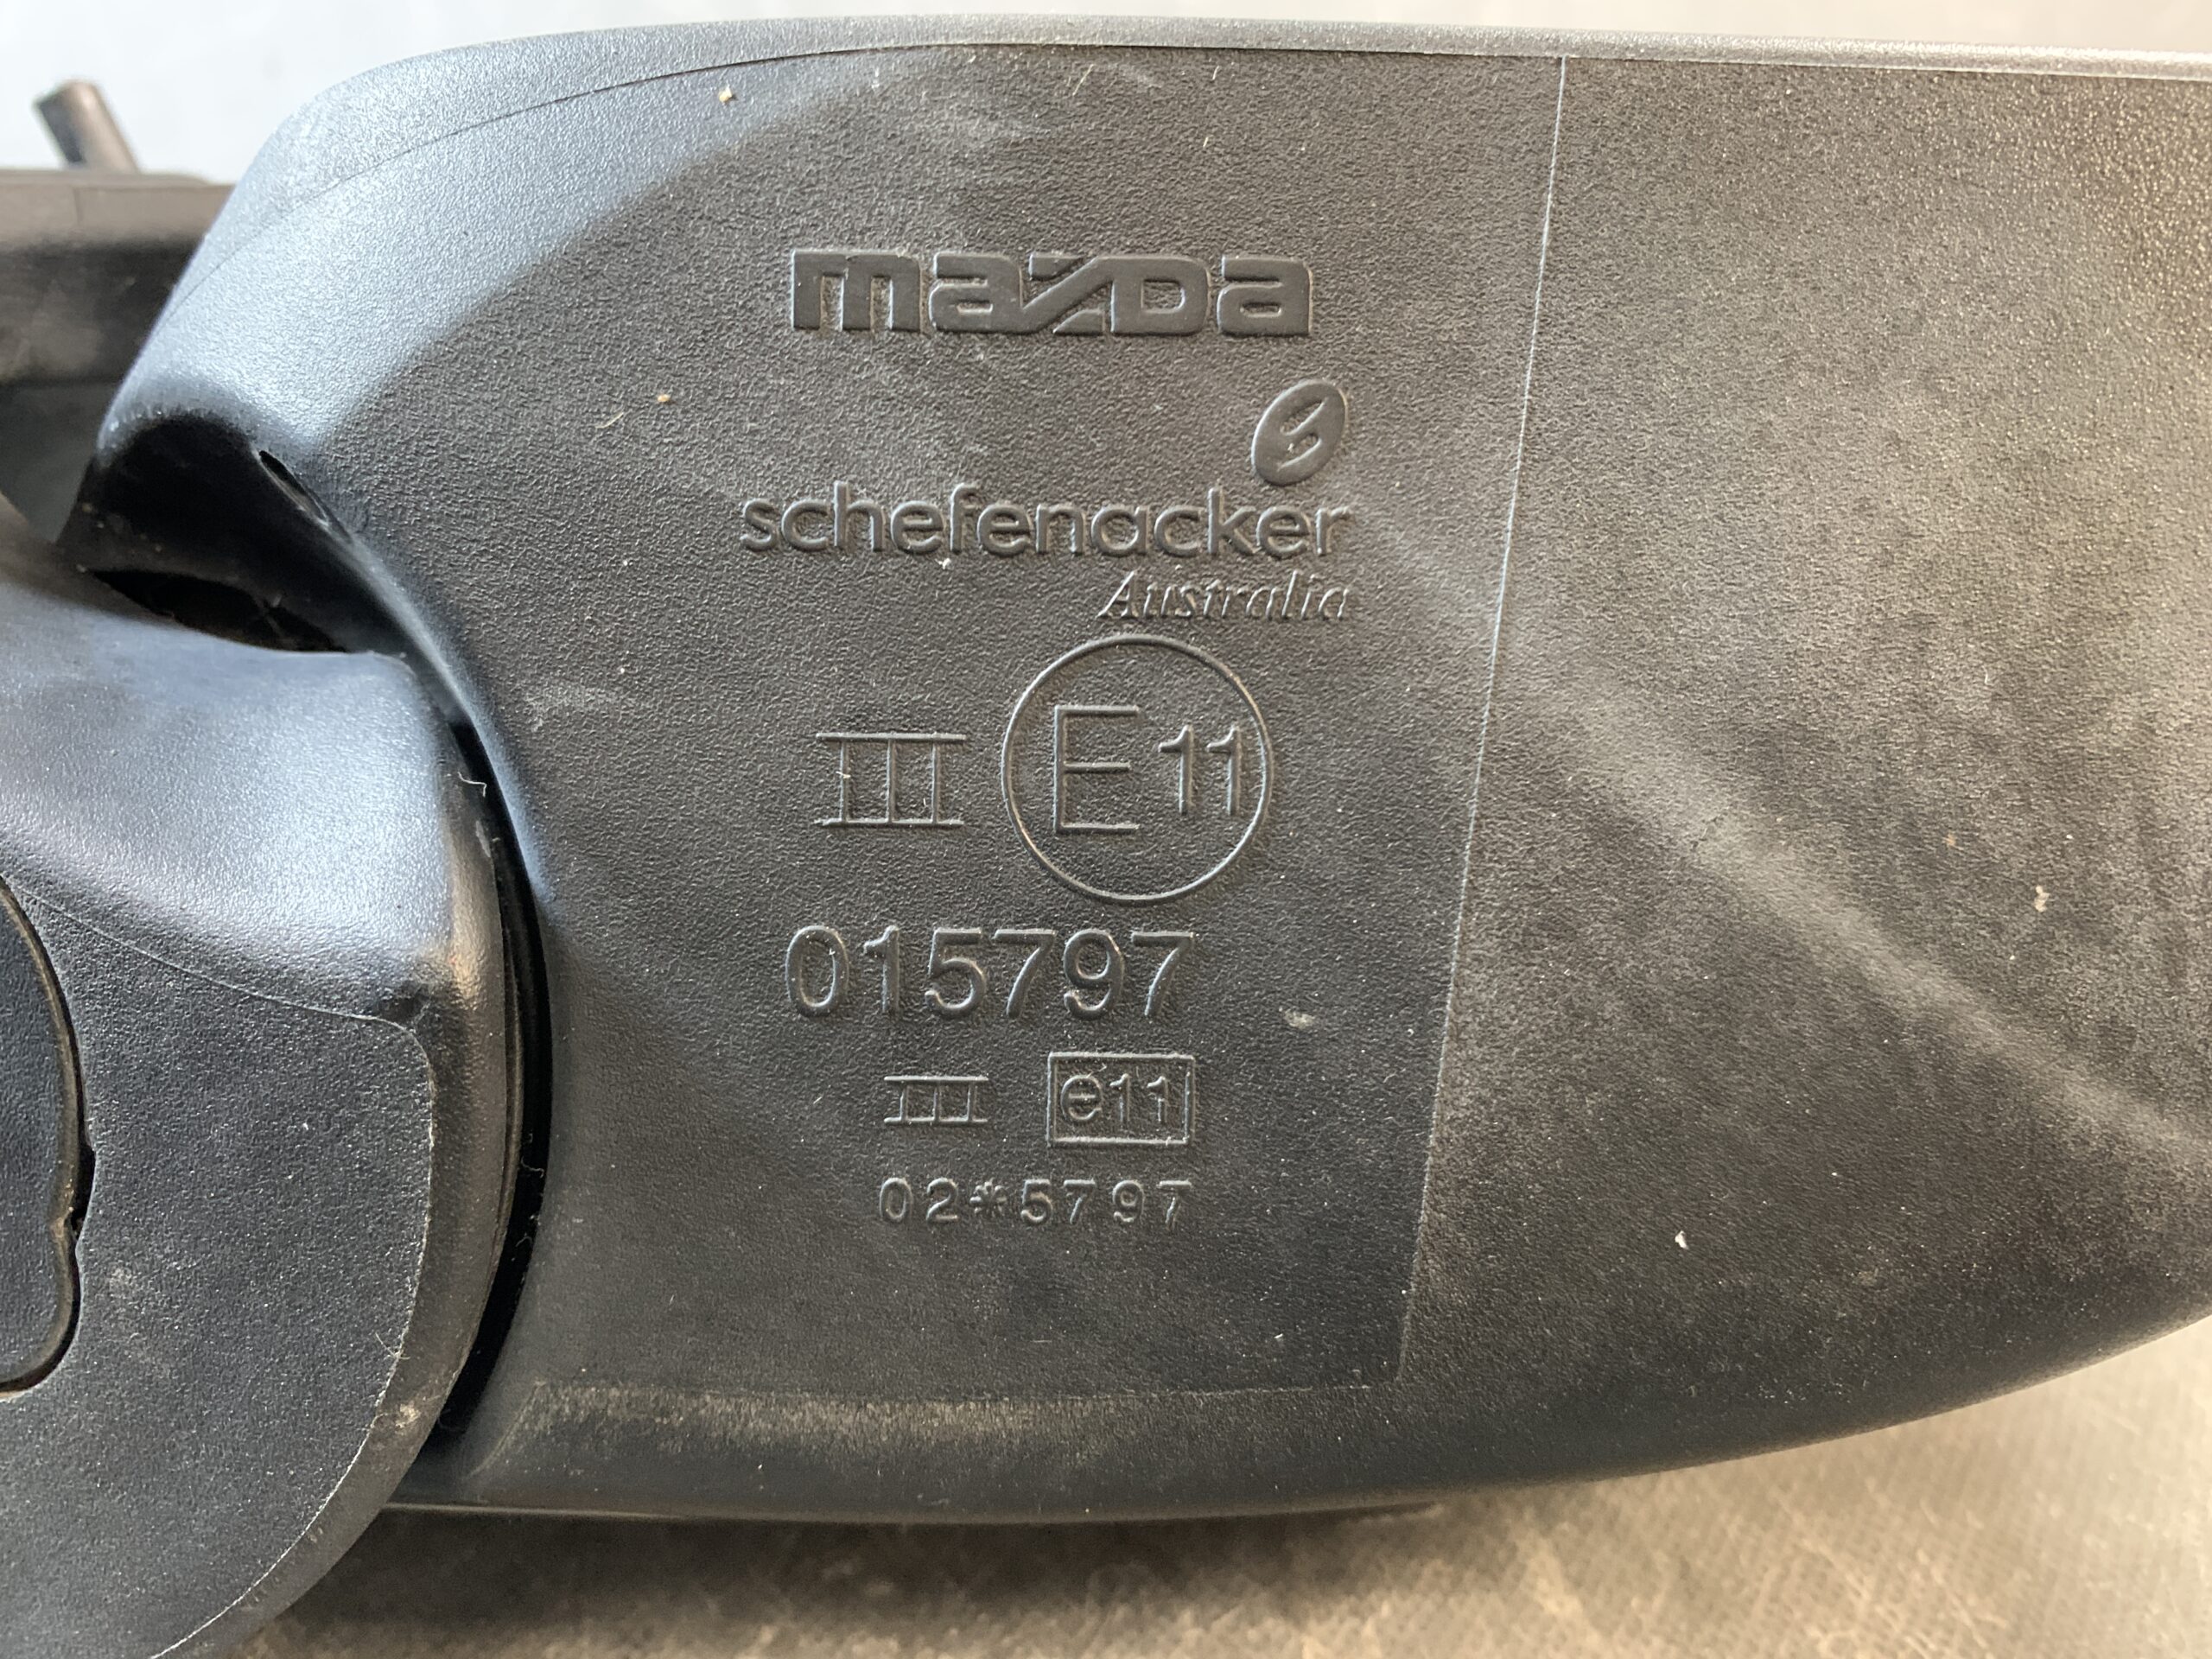 mazda
schefenacker
Australia
III E11
015797
III e11
02*5797